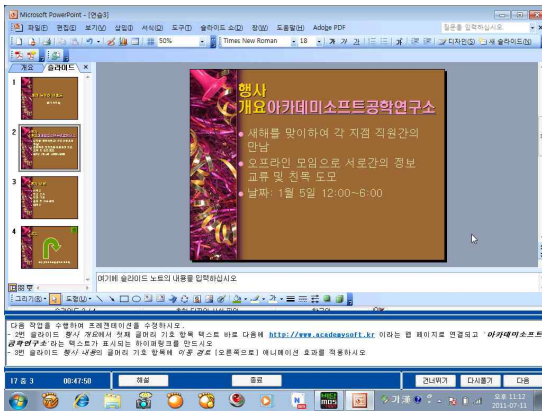 Microsoft PowerPoint - [연습3]
파일(F) 편집(E) 보기(V) 삽입(I) 서식(O) 도구(T) 슬라이드 쇼(D) 창(W) 도움말(H) Adobe PDF
질문을 입력하십시오.
50%
Times New Roman
18
디자인(S)
새 슬라이드(N)
개요 슬라이드
1
2
3
4
행사
개요아카데미소프트공학연구소
새해를 맞이하여 각 지점 직원간의
만남
오프라인 모임으로 서로간의 정보
교류 및 친목 도모
날짜: 1월 5일 12:00~6:00
여기에 슬라이드 노트의 내용을 입력하십시오
그리기(R) 도형(U)
다음 작업을 수행하여 프레젠테이션을 수정하시오.
- 2번 슬라이드 행사 개요에서 첫째 글머리 기호 항목 텍스트 바로 다음에 http://www.academysoft.kr 이라는 웹 페이지로 연결되고 '아카데미소프트
공학연구소'라는 텍스트가 표시되는 하이퍼링크를 만드시오
- 3번 슬라이드 행사 내용의 글머리 기호 항목에 이동 경로 (오른쪽으로) 애니메이션 효과를 적용하시오
17 중 3
00:47:50
해설
종료
건너뛰기
다시풀기
다음
오후 11:12
2011-07-11